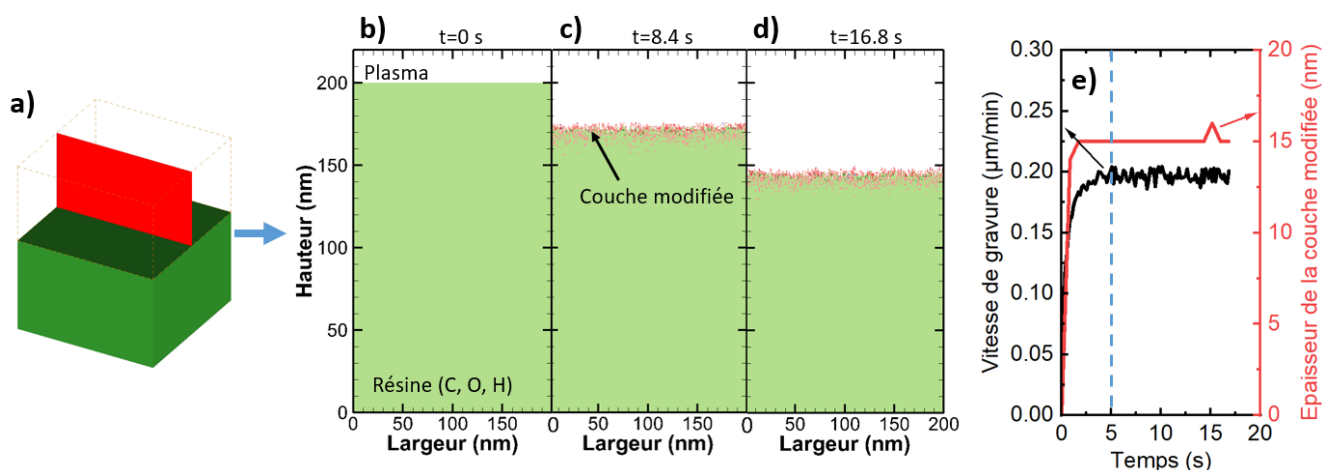 a)
b)
t=0 s
Plasma
Résine (C, O, H)
Hauteur (nm)
200
150
100
50
0
0 50 100 150
Largeur (nm)
c)
t=8.4 s
Couche modifiée
0 50 100 150
Largeur (nm)
d)
t=16.8 s
0 50 100 150 200
Largeur (nm)
e)
Vitesse de gravure (µm/min)
0.30
0.25
0.20
0.15
0.10
0.05
0.00
0 5 10 15 20
Temps (s)
20
15
10
5
0
Epaisseur de la couche modifiée (nm)